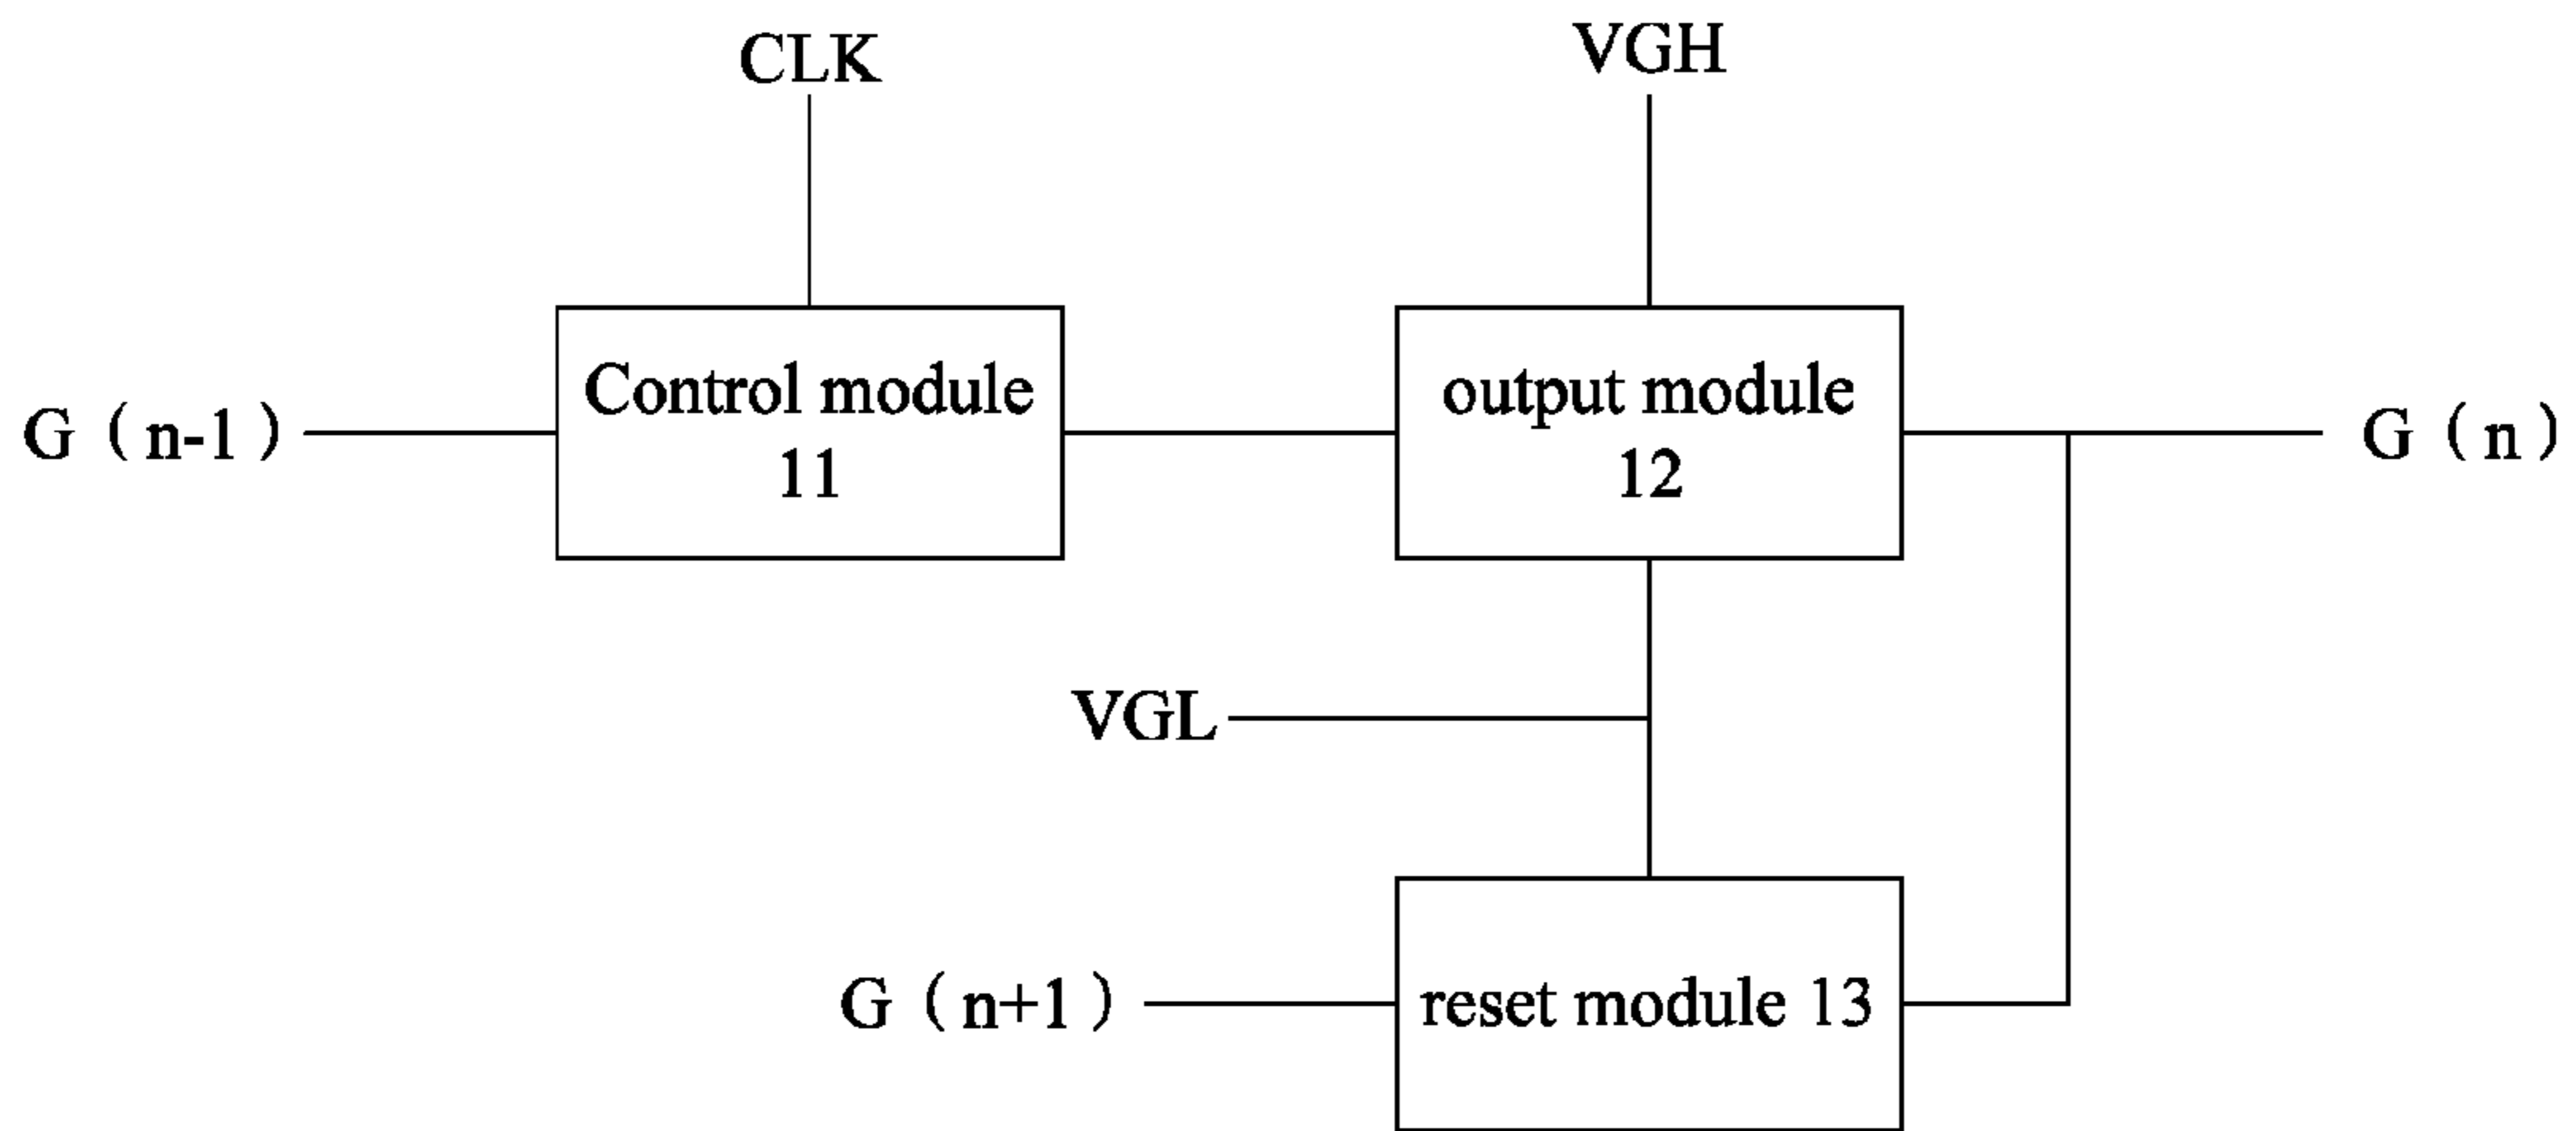 CLK
VGH
G（n-1）
Control module
11
output module
12
G（n）
VGL
G（n+1）
reset module 13